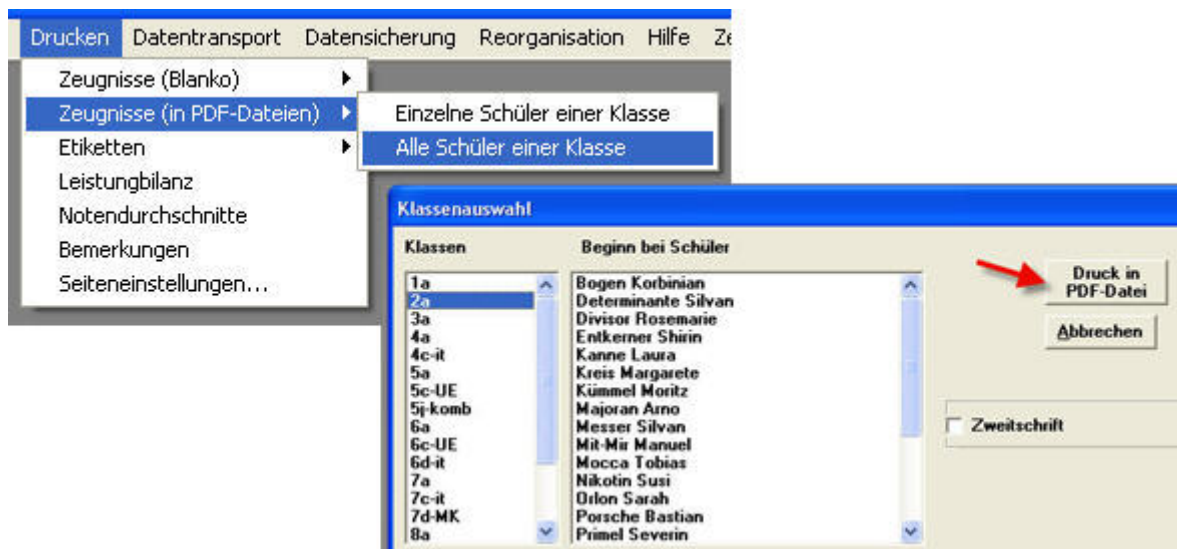 Drucken Datentransport Datensicherung Reorganisation Hilfe
Zeugnisse (Blanko)
Zeugnisse (in PDF-Dateien)
Etiketten
Leistungbilanz
Notendurchschnitte
Bemerkungen
Seiteneinstellungen...
Einzelne Schüler einer Klasse
Alle Schüler einer Klasse
Klassenauswahl
Klassen
1a
2a
3a
4a
4c-it
5a
5c-UE
5j-komb
6a
6c-UE
6d-it
7a
7c-it
7d-MK
8a
Beginn bei Schüler
Bogen Korbinian
Determinante Silvan
Divisor Rosemarie
Entkerner Shirin
Kanne Laura
Kreis Margarete
Kümmel Moritz
Majoran Arno
Messer Silvan
Mit-Mir Manuel
Mocca Tobias
Nikotin Susi
Orlon Sarah
Porsche Bastian
Primel Severin
Druck in
PDF-Datei
Abbrechen
Zweitschrift